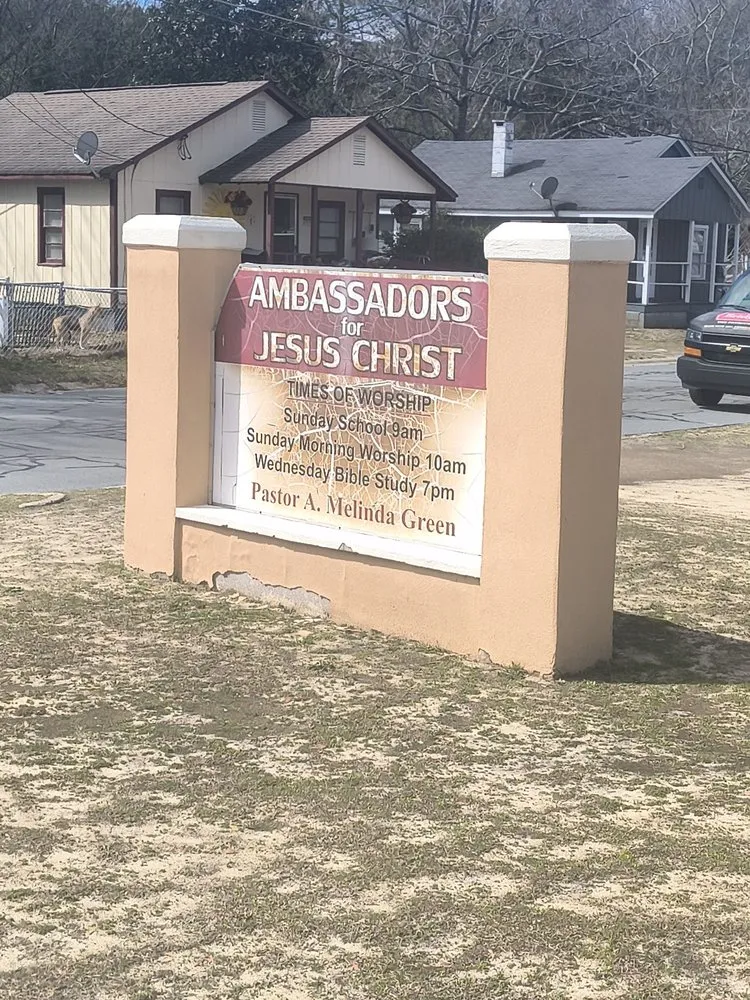 AMBASSADORS
for
JESUS CHRIST
TIMES OF WORSHIP
Sunday School 9am
Sunday Morning Worship 10am
Wednesday Bible Study 7pm
Pastor A. Melinda Green